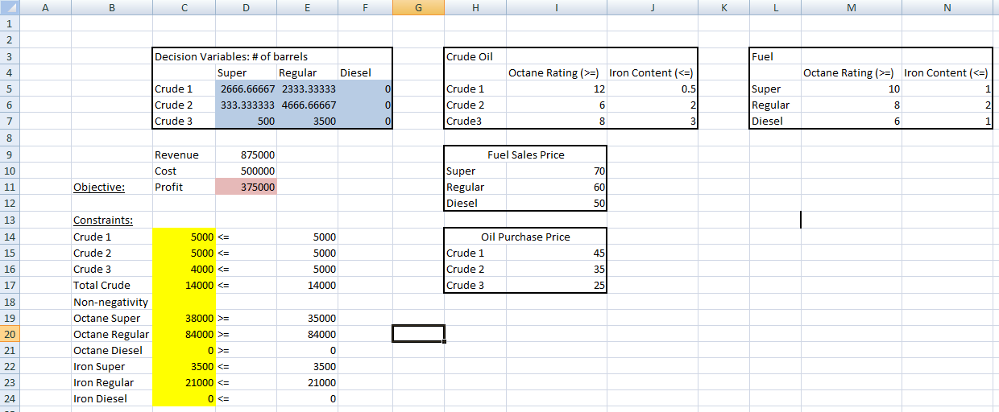 A B C D E F G H I J K L M N
1
2
3 Decision Variables: # of barrels Crude Oil Fuel
4 Super Regular Diesel Octane Rating (>=) Iron Content (<=) Octane Rating (>=) Iron Content (<=)
5 Crude 1 2666.66667 2333.33333 0 Crude 1 12 0.5 Super 10 1
6 Crude 2 333.333333 4666.66667 0 Crude 2 6 2 Regular 8 2
7 Crude 3 500 3500 0 Crude3 8 3 Diesel 6 1
8
9 Revenue 875000 Fuel Sales Price
10 Cost 500000 Super 70
11 Objective: Profit 375000 Regular 60
12 Diesel 50
13 Constraints:
14 Crude 1 5000 <= 5000 Oil Purchase Price
15 Crude 2 5000 <= 5000 Crude 1 45
16 Crude 3 4000 <= 5000 Crude 2 35
17 Total Crude 14000 <= 14000 Crude 3 25
18 Non-negativity
19 Octane Super 38000 >= 35000
20 Octane Regular 84000 >= 84000
21 Octane Diesel 0 >= 0
22 Iron Super 3500 <= 3500
23 Iron Regular 21000 <= 21000
24 Iron Diesel 0 <= 0